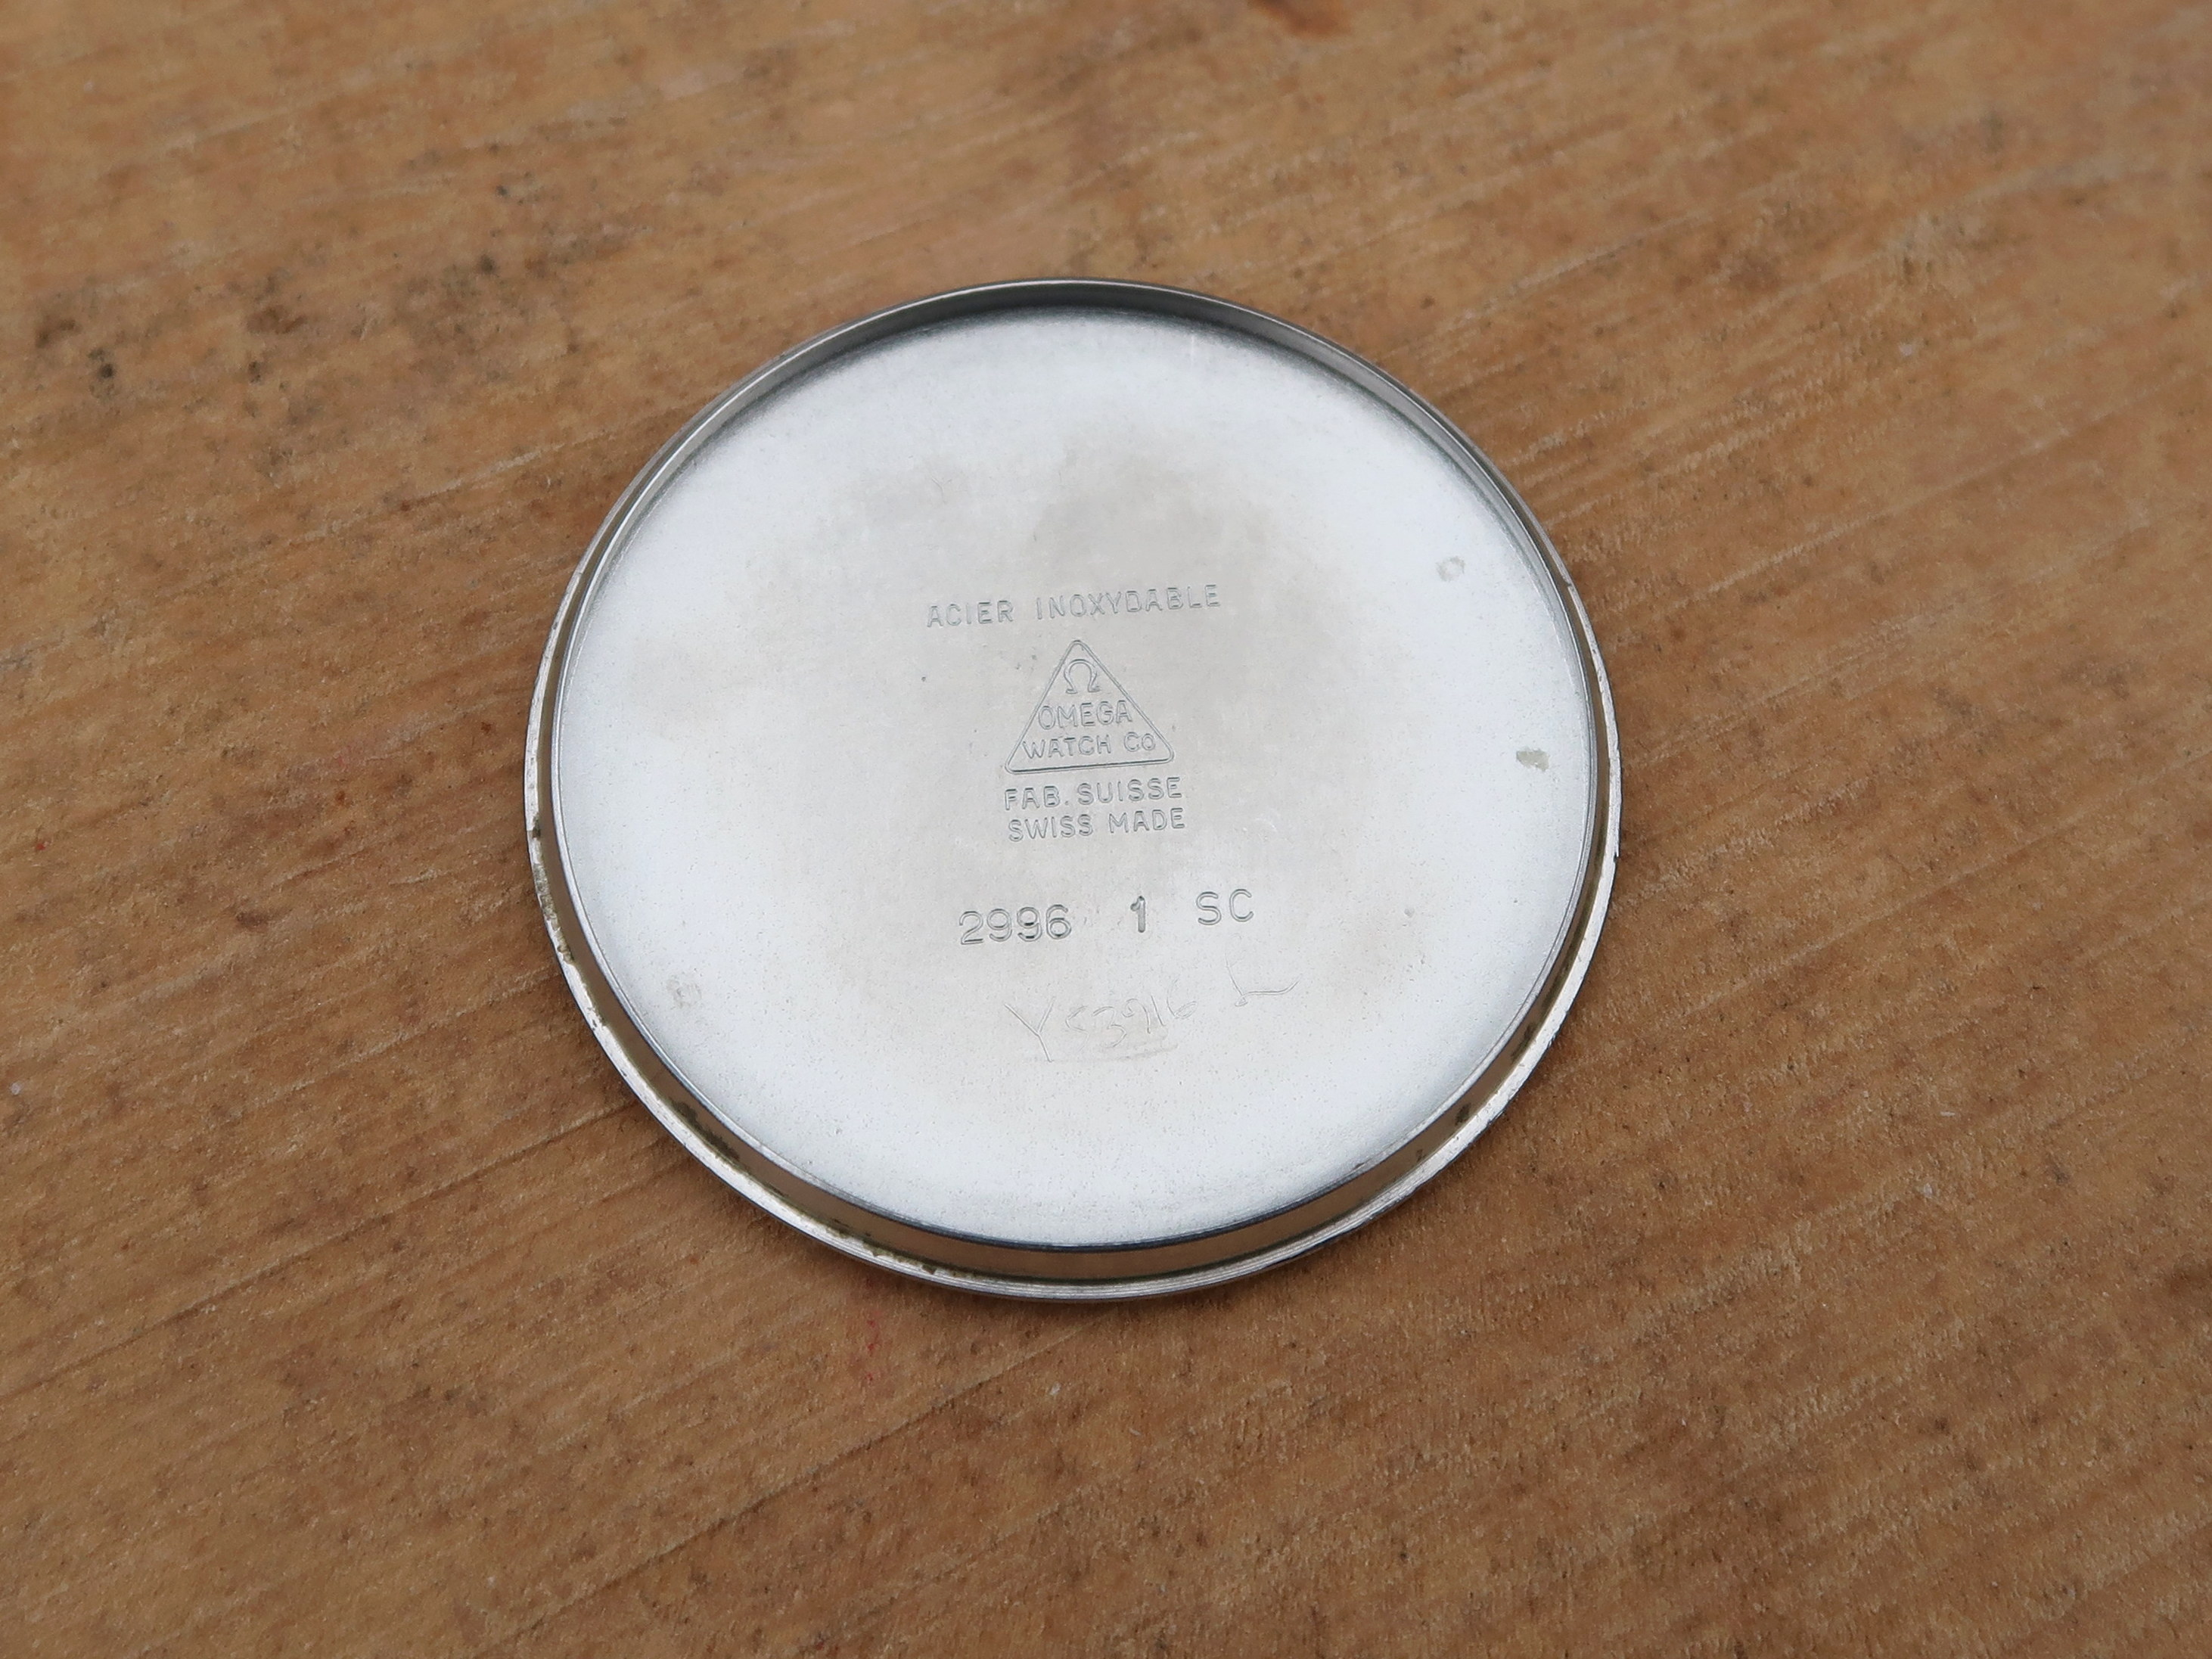 ACIER INOXYDABLE
Ω
OMEGA
WATCH Co
FAB. SUISSE
SWISS MADE
2996 1 SC